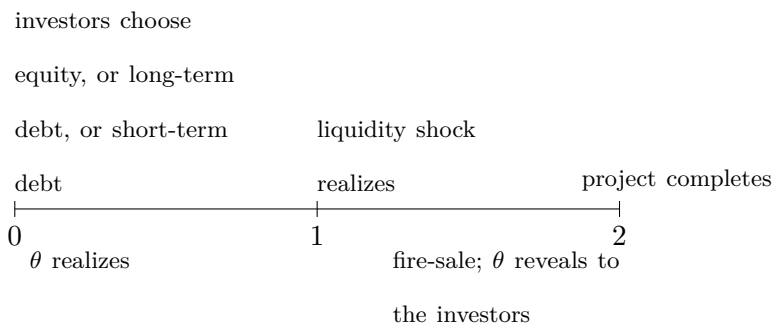 investors choose
equity, or long-term
debt, or short-term
debt
liquidity shock
realizes
project completes
0
1
2
θ realizes
fire-sale; θ reveals to
the investors